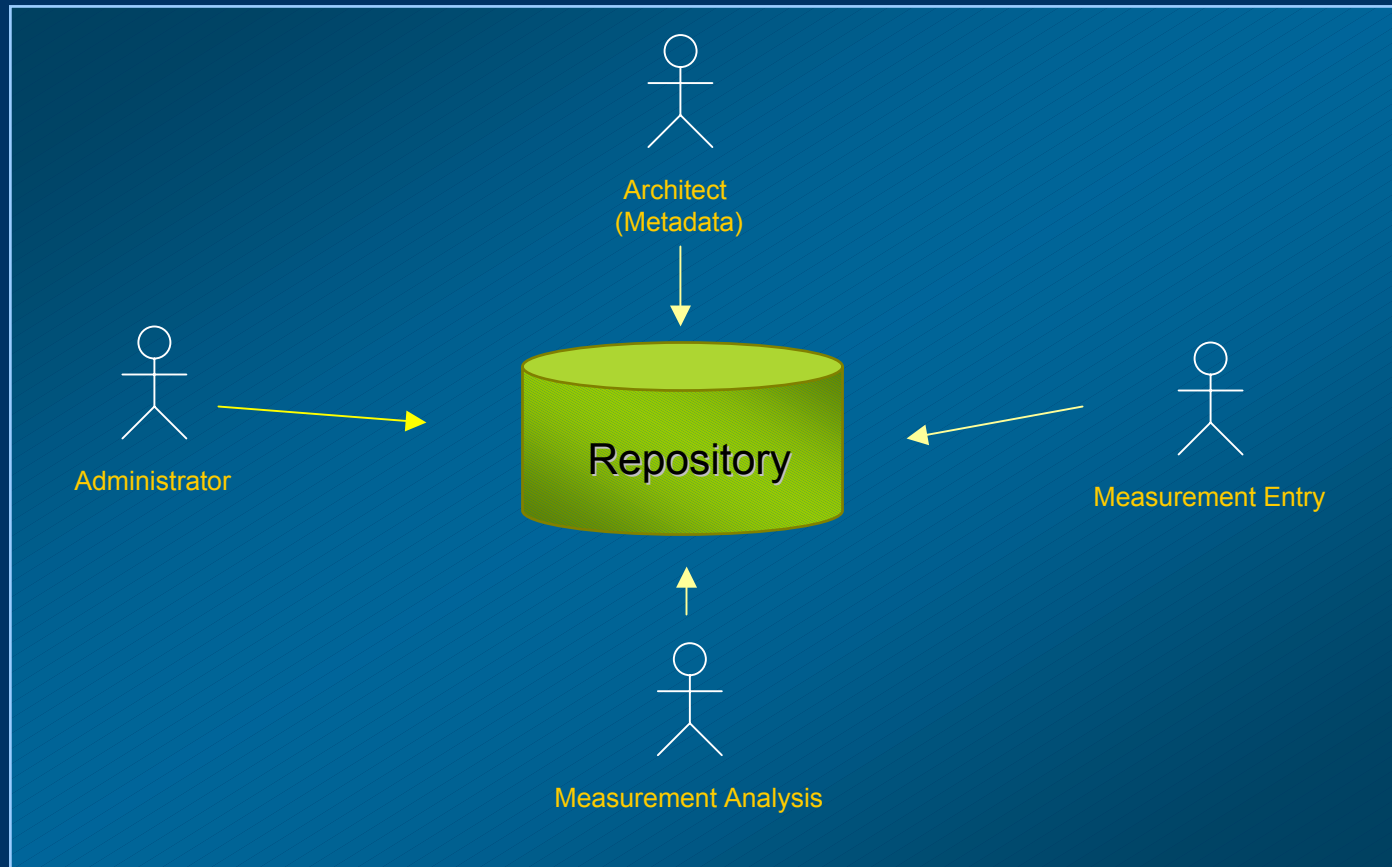 Architect
(Metadata)
Administrator
Repository
Measurement Entry
Measurement Analysis